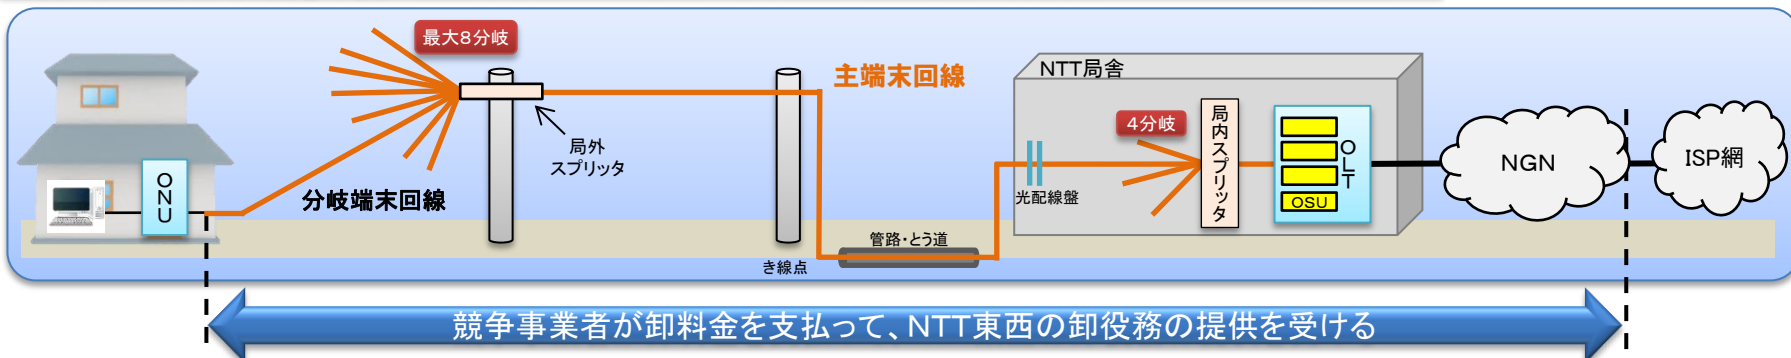 最大8分岐
主端末回線
NTT局舎
4分岐
局内スプリッタ
OLT
局外
スプリッタ
NGN
ISP網
ONU
分岐端末回線
光配線盤
OSU
管路・とう道
き線点
競争事業者が卸料金を支払って、NTT東西の卸役務の提供を受ける